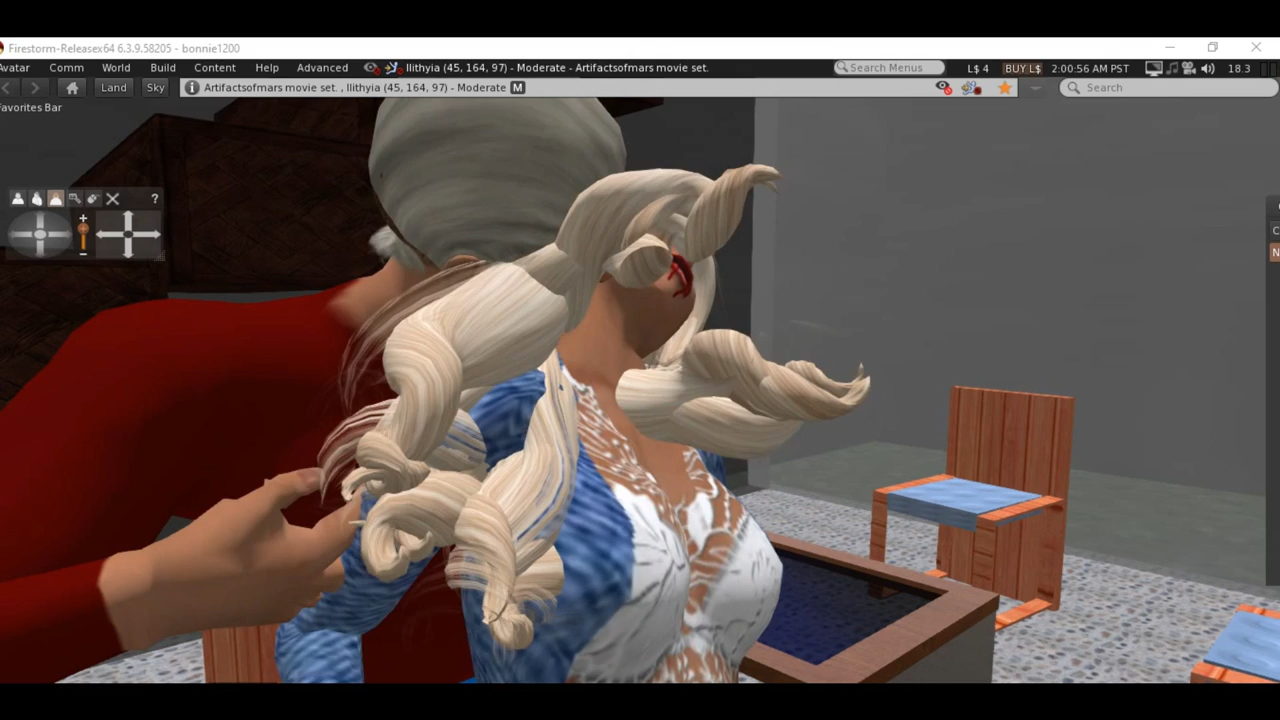 Firestorm-Releasex64 6.3.9.58205 - bonnie1200
Avatar Comm World Build Content Help Advanced Ilithyia (45, 164, 97) - Moderate - Artifactsofmars movie set. Search Menus L$ 4 BUY L$ 2:00:56 AM PST 18.3
Land Sky Artifactsofmars movie set. , Ilithyia (45, 164, 97) - Moderate M Search
Favorites Bar
+ ?
-
C
N